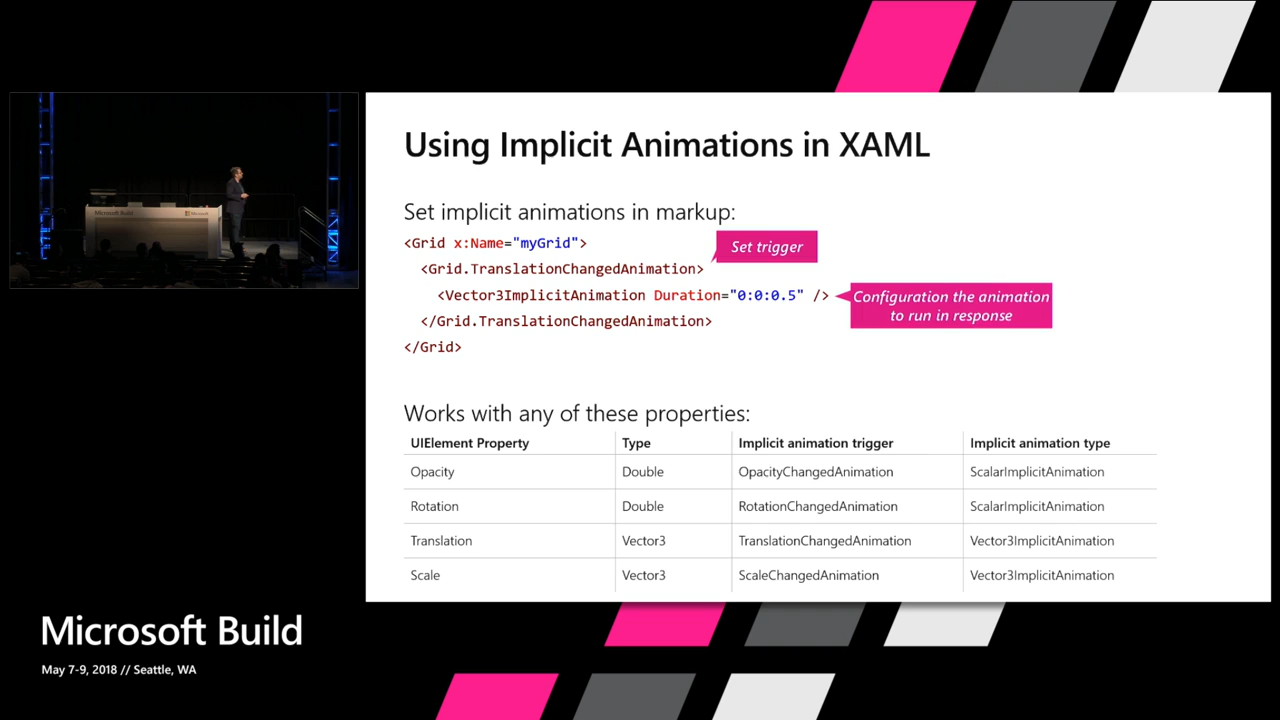 Using Implicit Animations in XAML
Set implicit animations in markup:
<Grid x:Name="myGrid">
Set trigger
<Grid.TranslationChangedAnimation>
<Vector3ImplicitAnimation Duration="0:0:0.5" />
Configuration the animation
to run in response
</Grid.TranslationChangedAnimation>
</Grid>
Works with any of these properties:
UIElement Property Type Implicit animation trigger Implicit animation type
Opacity Double OpacityChangedAnimation ScalarImplicitAnimation
Rotation Double RotationChangedAnimation ScalarImplicitAnimation
Translation Vector3 TranslationChangedAnimation Vector3ImplicitAnimation
Scale Vector3 ScaleChangedAnimation Vector3ImplicitAnimation
Microsoft Build
Microsoft
Microsoft Build
May 7-9, 2018 // Seattle, WA